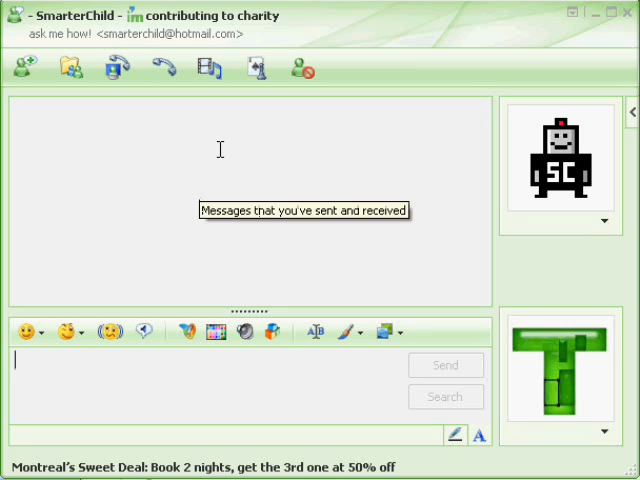 - SmarterChild - im contributing to charity
ask me how! <smarterchild@hotmail.com>
SC
Messages that you've sent and received
Send
Search
A
T
Montreal's Sweet Deal: Book 2 nights, get the 3rd one at 50% off